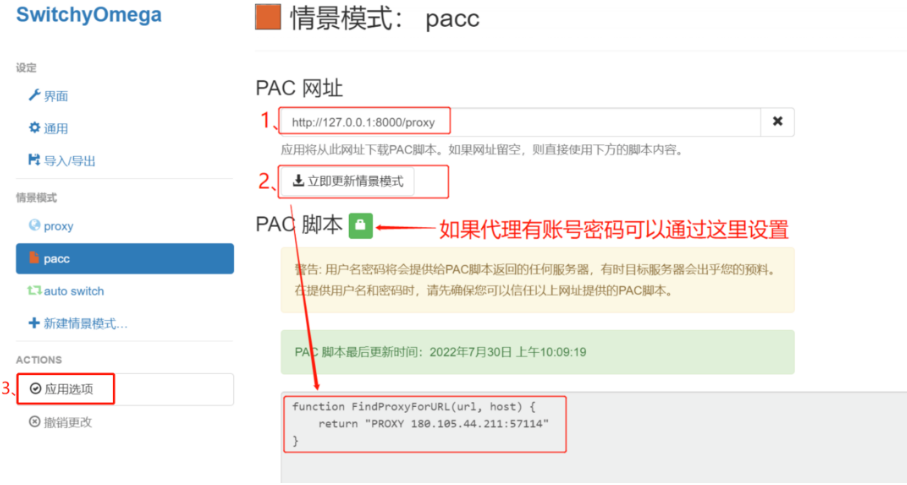 SwitchyOmega
情景模式： pacc
设定
界面
通用
导入/导出
情景模式
proxy
pacc
auto switch
新建情景模式…
ACTIONS
3、
应用选项
撤销更改
PAC 网址
1、
http://127.0.0.1:8000/proxy
应用将从此网址下载PAC脚本。如果网址留空，则直接使用下方的脚本内容。
2、
立即更新情景模式
PAC 脚本
如果代理有账号密码可以通过这里设置
警告: 用户名密码将会提供给PAC脚本返回的任何服务器，有时目标服务器会出乎您的预料。
在提供用户名和密码时，请先确保您可以信任以上网址提供的PAC脚本。
PAC 脚本最后更新时间：2022年7月30日 上午10:09:19
function FindProxyForURL(url, host) {
return "PROXY 180.105.44.211:57114"
}